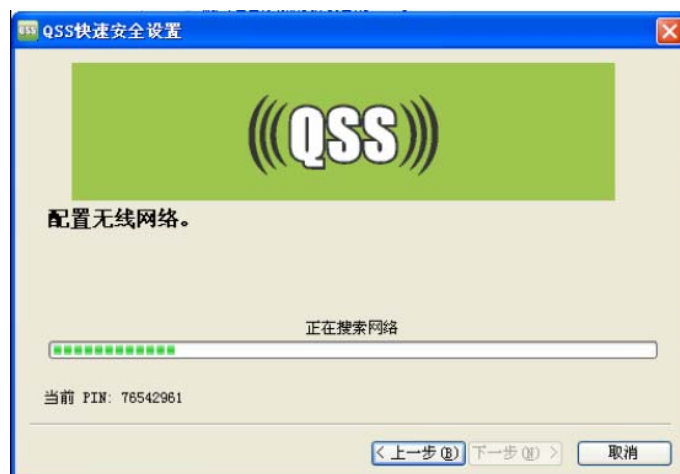 QSS快速安全设置
(((QSS)))
配置无线网络。
正在搜索网络
当前 PIN: 76542961
< 上一步(B) 下一步(N) > 取消